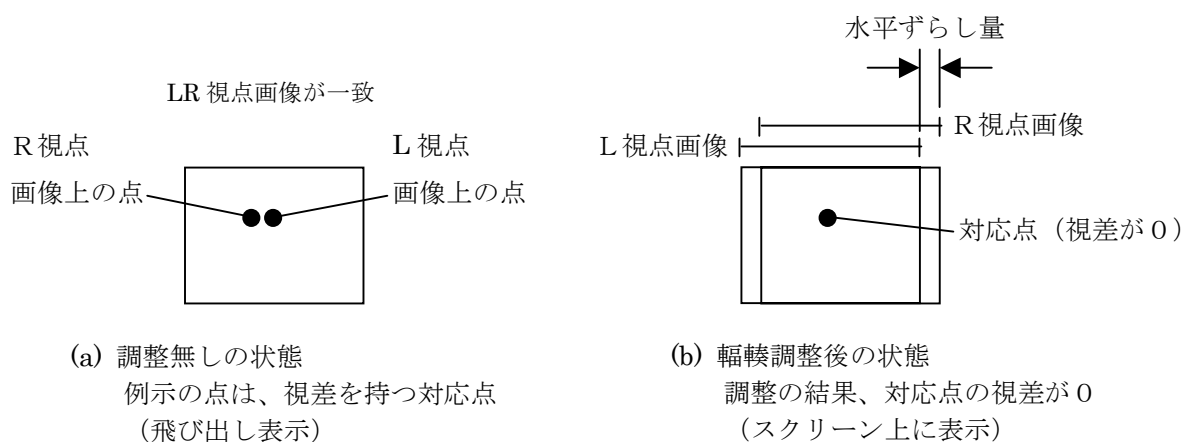 水平ずらし量
LR 視点画像が一致
Ｒ視点画像
Ｒ視点
L 視点
Ｌ視点画像
画像上の点
画像上の点
対応点（視差が０）
(a) 調整無しの状態
例示の点は、視差を持つ対応点
（飛び出し表示）
(b) 輻輳調整後の状態
調整の結果、対応点の視差が０
（スクリーン上に表示）